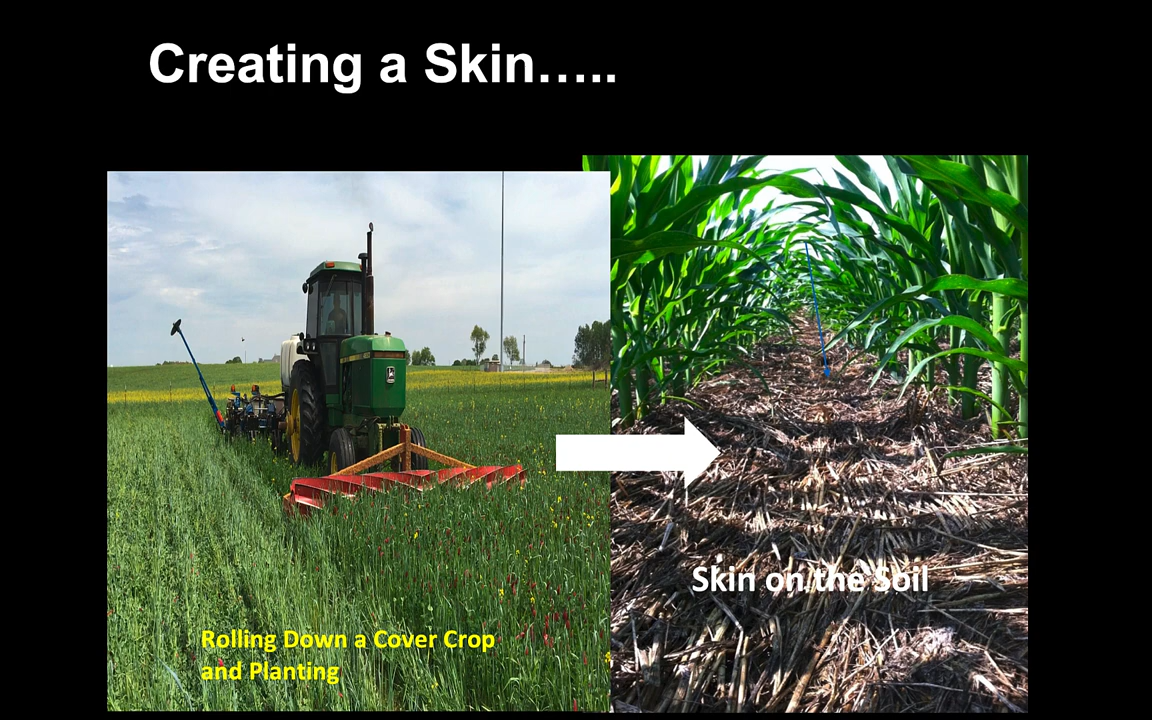 Creating a Skin…..
Rolling Down a Cover Crop
and Planting
Skin on the Soil